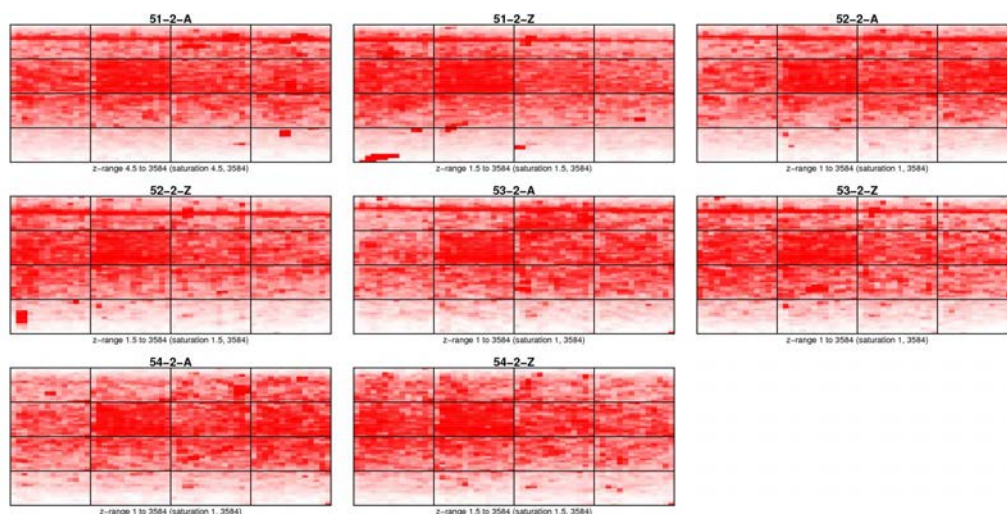 51-2-A
51-2-Z
52-2-A
z-range 4.5 to 3584 (saturation 4.5, 3584)
z-range 1.5 to 3584 (saturation 1.5, 3584)
z-range 1 to 3584 (saturation 1, 3584)
52-2-Z
53-2-A
53-2-Z
z-range 1.5 to 3584 (saturation 1.5, 3584)
z-range 1 to 3584 (saturation 1, 3584)
z-range 1 to 3584 (saturation 1, 3584)
54-2-A
54-2-Z
z-range 1 to 3584 (saturation 1, 3584)
z-range 1.5 to 3584 (saturation 1.5, 3584)